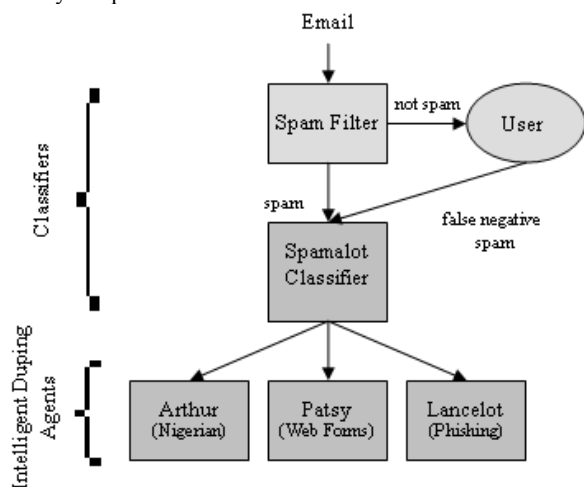 Email
Spam Filter
not spam
User
spam
false negative
spam
Spamalot
Classifier
Classifiers
Intelligent Duping
Agents
Arthur
(Nigerian)
Patsy
(Web Forms)
Lancelot
(Phishing)